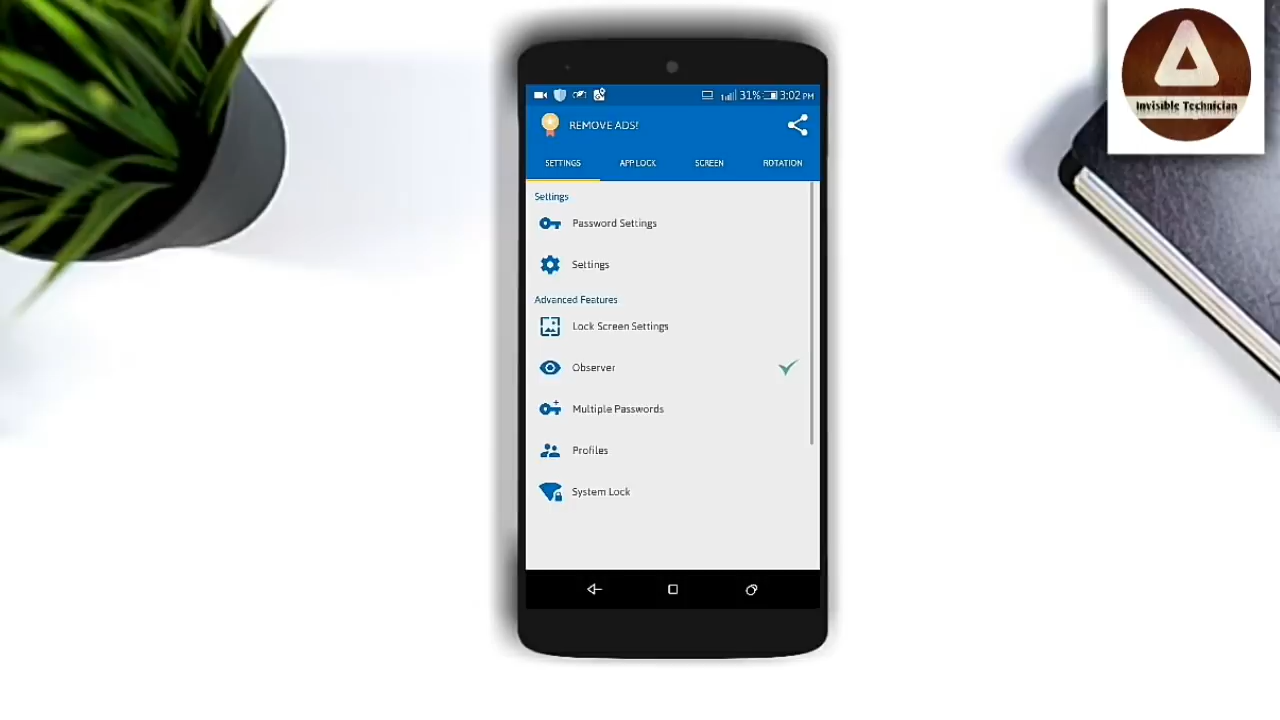 Invisible Technician
31% 3:02 PM
REMOVE ADS!
SETTINGS APP LOCK SCREEN ROTATION
Settings
Password Settings
Settings
Advanced Features
Lock Screen Settings
Observer
Multiple Passwords
Profiles
System Lock